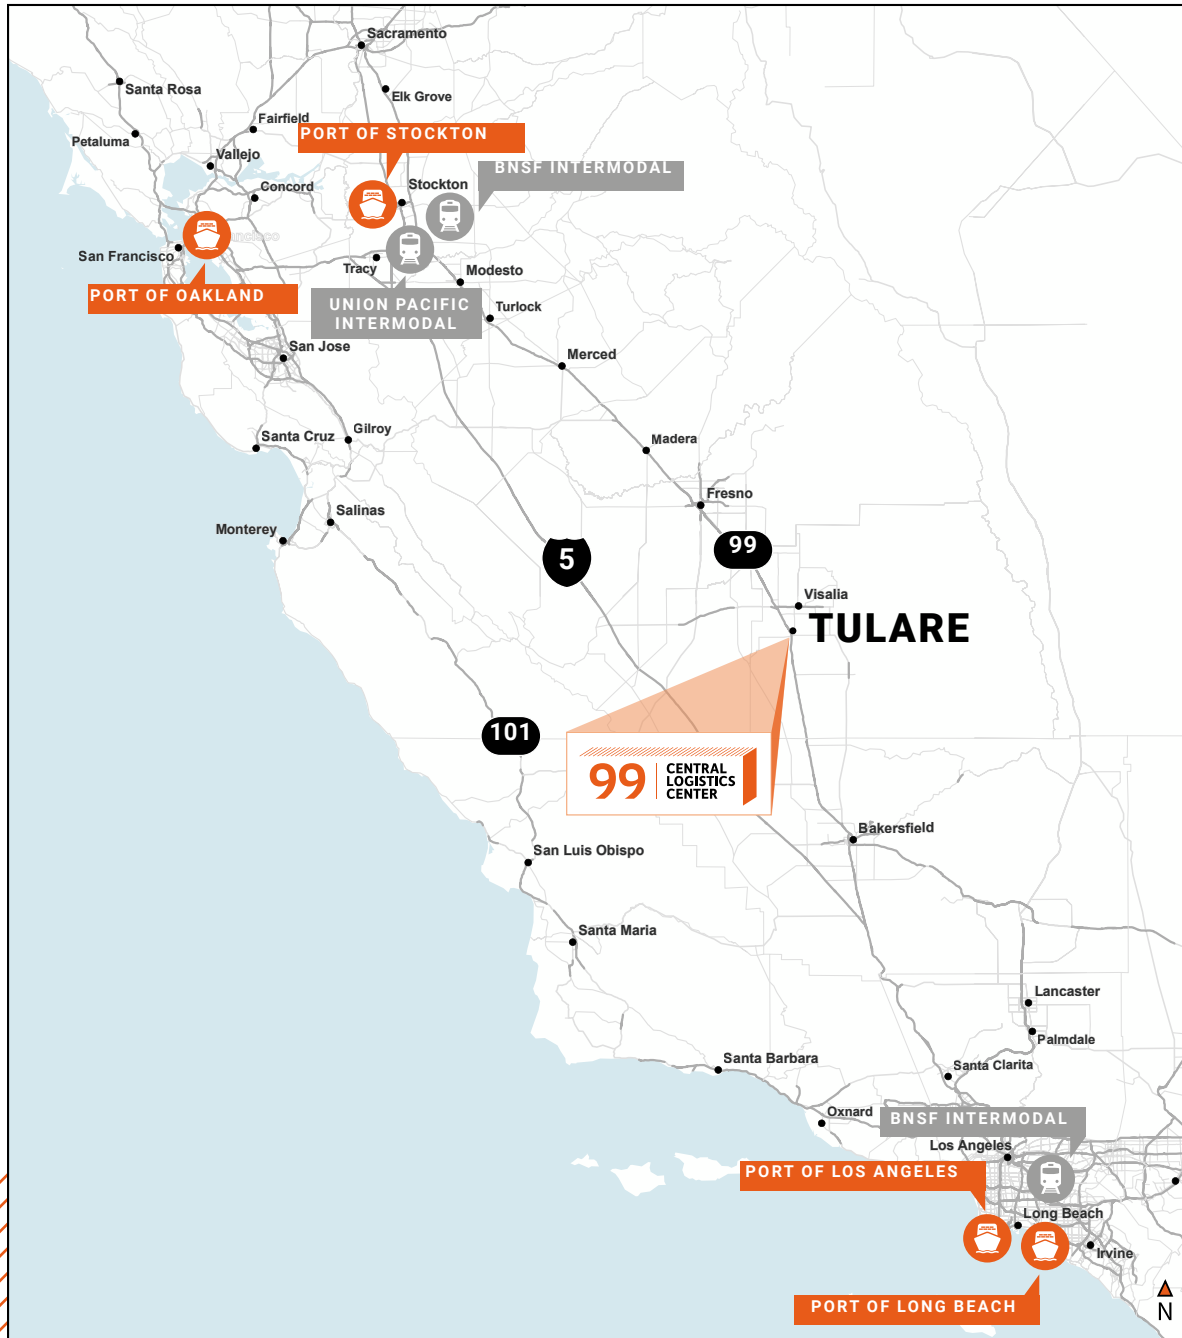 Sacramento
Santa Rosa
Elk Grove
Fairfield
PORT OF STOCKTON
Petaluma
Vallejo
BNSF INTERMODAL
Concord
Stockton
San Francisco
Tracy
Modesto
PORT OF OAKLAND
UNION PACIFIC
INTERMODAL
Turlock
San Jose
Merced
Santa Cruz
Gilroy
Madera
Fresno
Salinas
Monterey
5
99
Visalia
TULARE
101
99
CENTRAL
LOGISTICS
CENTER
Bakersfield
San Luis Obispo
Santa Maria
Lancaster
Palmdale
Santa Barbara
Santa Clarita
Oxnard
BNSF INTERMODAL
Los Angeles
PORT OF LOS ANGELES
Long Beach
Irvine
PORT OF LONG BEACH
N